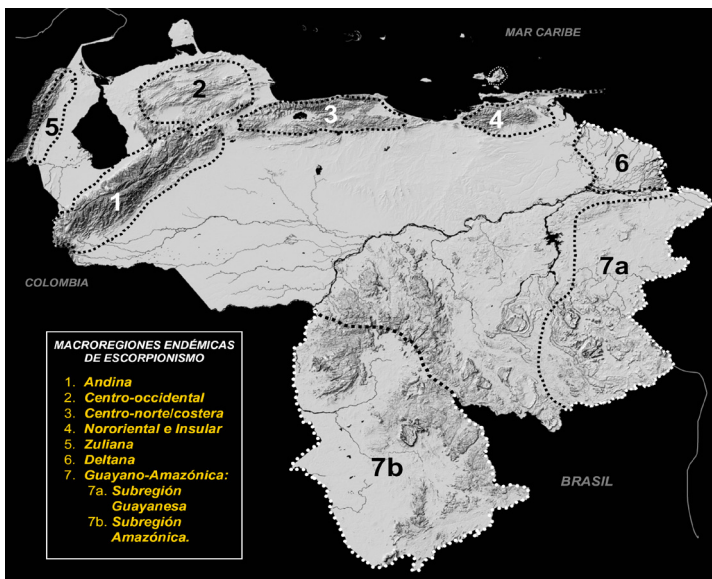 MAR CARIBE
2
5
3
4
6
1
7a
COLOMBIA
7b
BRASIL
MACROREGIONES ENDÉMICAS
DE ESCORPIONISMO
1. Andina
2. Centro-occidental
3. Centro-norte/costera
4. Nororiental e Insular
5. Zuliana
6. Deltana
7. Guayano-Amazónica:
7a. Subregión
Guayanesa
7b. Subregión
Amazónica.